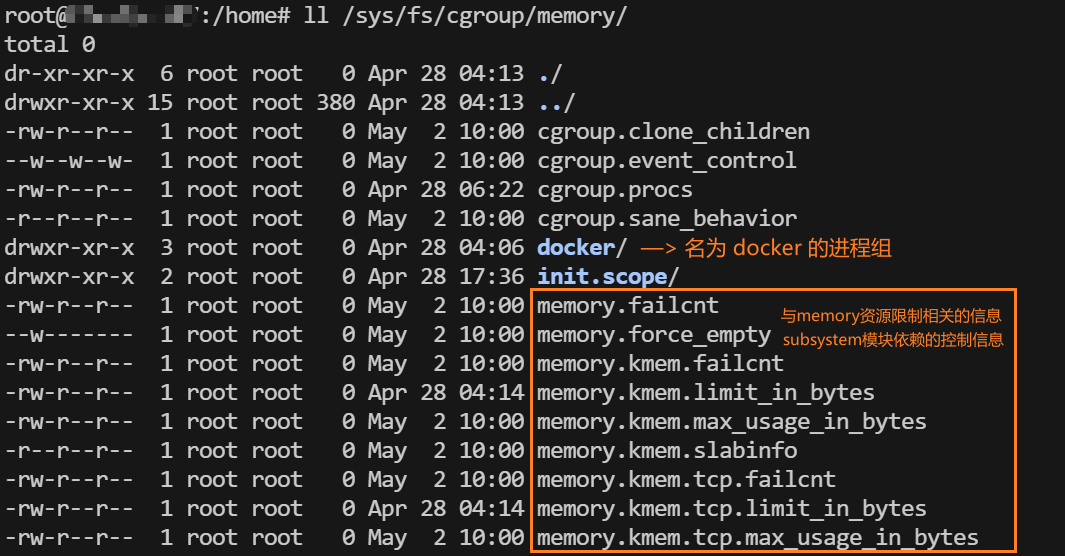 root@ :/home# ll /sys/fs/cgroup/memory/
total 0
dr-xr-xr-x  6 root root   0 Apr 28 04:13 ./
drwxr-xr-x 15 root root 380 Apr 28 04:13 ../
-rw-r--r--  1 root root   0 May  2 10:00 cgroup.clone_children
--w--w--w-  1 root root   0 May  2 10:00 cgroup.event_control
-rw-r--r--  1 root root   0 Apr 28 06:22 cgroup.procs
-r--r--r--  1 root root   0 May  2 10:00 cgroup.sane_behavior
drwxr-xr-x  3 root root   0 Apr 28 04:06 docker/ —> 名为 docker 的进程组
drwxr-xr-x  2 root root   0 Apr 28 17:36 init.scope/
-rw-r--r--  1 root root   0 May  2 10:00 memory.failcnt 与memory资源限制相关的信息
--w-------  1 root root   0 May  2 10:00 memory.force_empty subsystem模块依赖的控制信息
-rw-r--r--  1 root root   0 May  2 10:00 memory.kmem.failcnt
-rw-r--r--  1 root root   0 Apr 28 04:14 memory.kmem.limit_in_bytes
-rw-r--r--  1 root root   0 May  2 10:00 memory.kmem.max_usage_in_bytes
-r--r--r--  1 root root   0 May  2 10:00 memory.kmem.slabinfo
-rw-r--r--  1 root root   0 May  2 10:00 memory.kmem.tcp.failcnt
-rw-r--r--  1 root root   0 Apr 28 04:14 memory.kmem.tcp.limit_in_bytes
-rw-r--r--  1 root root   0 May  2 10:00 memory.kmem.tcp.max_usage_in_bytes